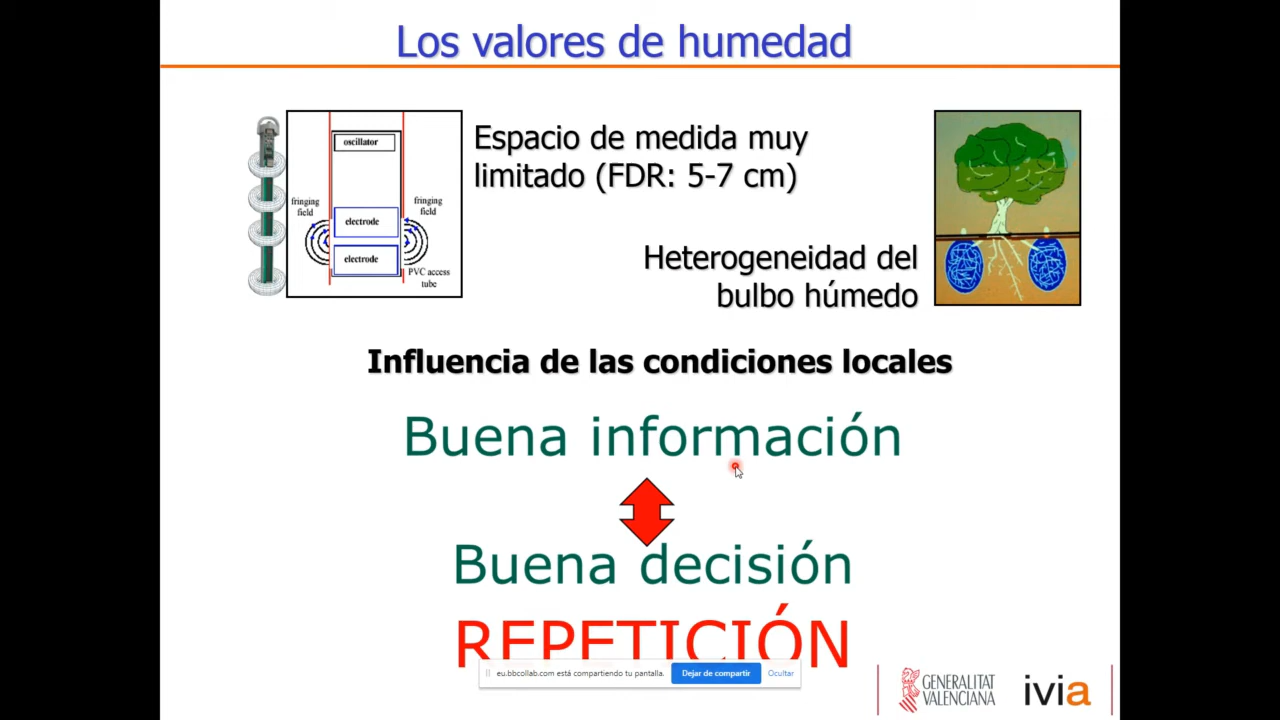 Los valores de humedad
oscillator
fringing
field
fringing
field
electrode
electrode
PVC access
tube
Espacio de medida muy
limitado (FDR: 5-7 cm)
Heterogeneidad del
bulbo húmedo
Influencia de las condiciones locales
Buena información
Buena decisión
REPETICIÓN
eu.bbcollab.com está compartiendo tu pantalla.
Dejar de compartir
Ocultar
GENERALITAT
VALENCIANA
ivia